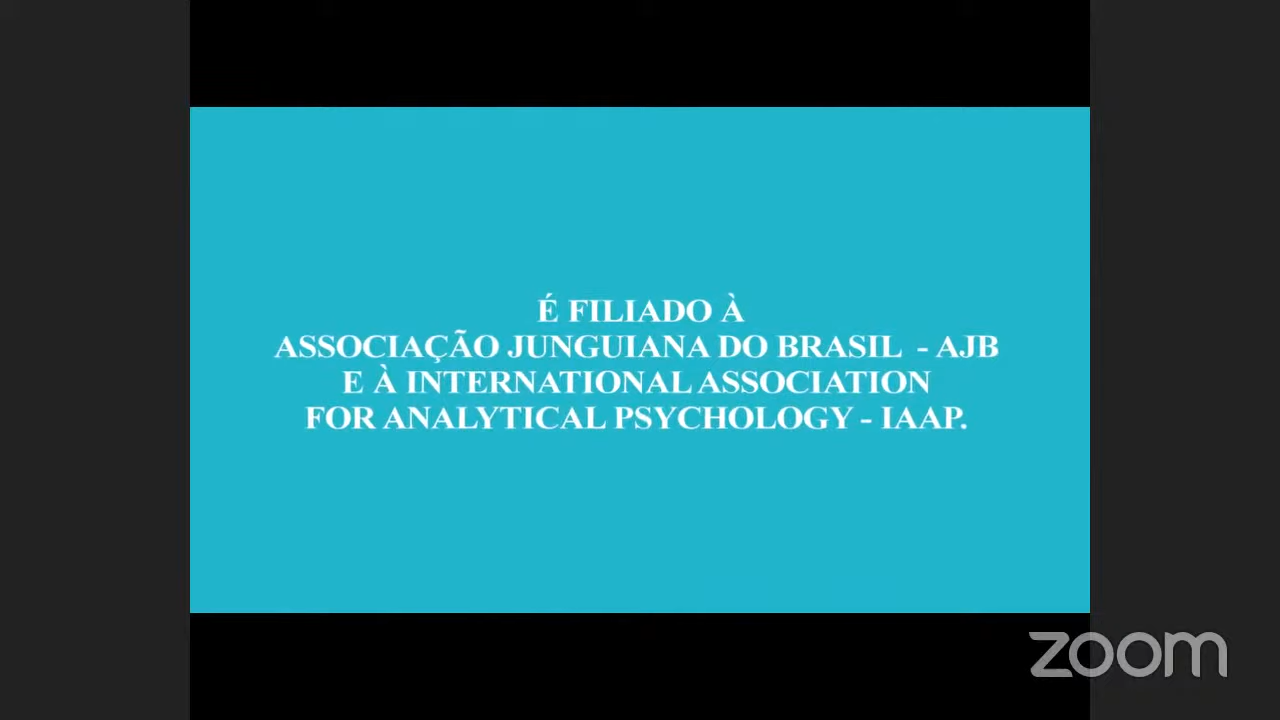 É FILIADO À
ASSOCIAÇÃO JUNGUIANA DO BRASIL - AJB
E À INTERNATIONAL ASSOCIATION
FOR ANALYTICAL PSYCHOLOGY - IAAP.
zoom